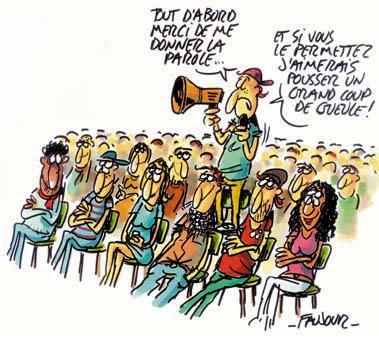 TOUT D'ABORD
MERCI DE ME
DONNER LA
PAROLE...
ET SI VOUS
LE PERMETTEZ
J'AIMERAIS
POUSSER UN
GRAND COUP
DE GUEULE!
-FAUJOUR-